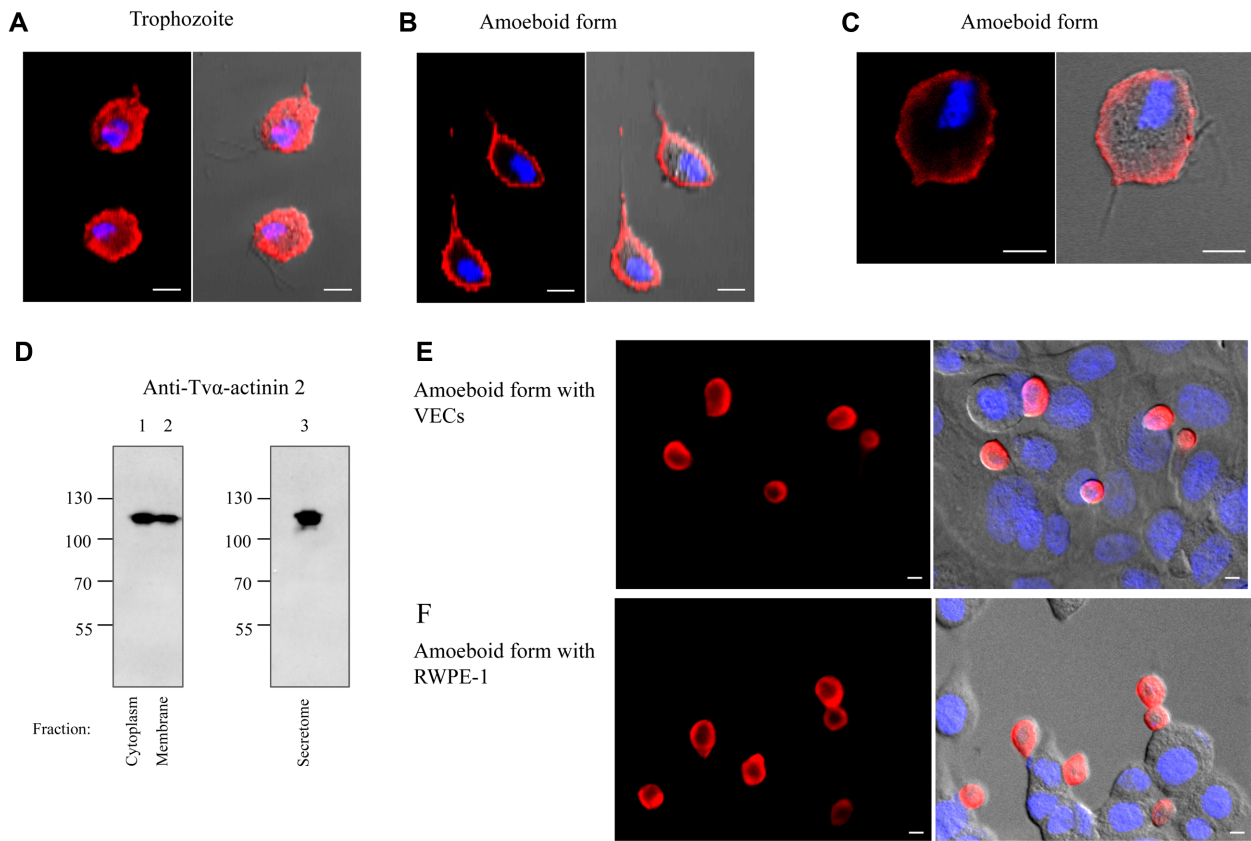 A
Trophozoite
B
Amoeboid form
C
Amoeboid form
D
Anti-Tvα-actinin 2
1 2
3
130
100
70
55
130
100
70
55
Fraction:
Cytoplasm
Membrane
Secretome
E
Amoeboid form with
VECs
F
Amoeboid form with
RWPE-1